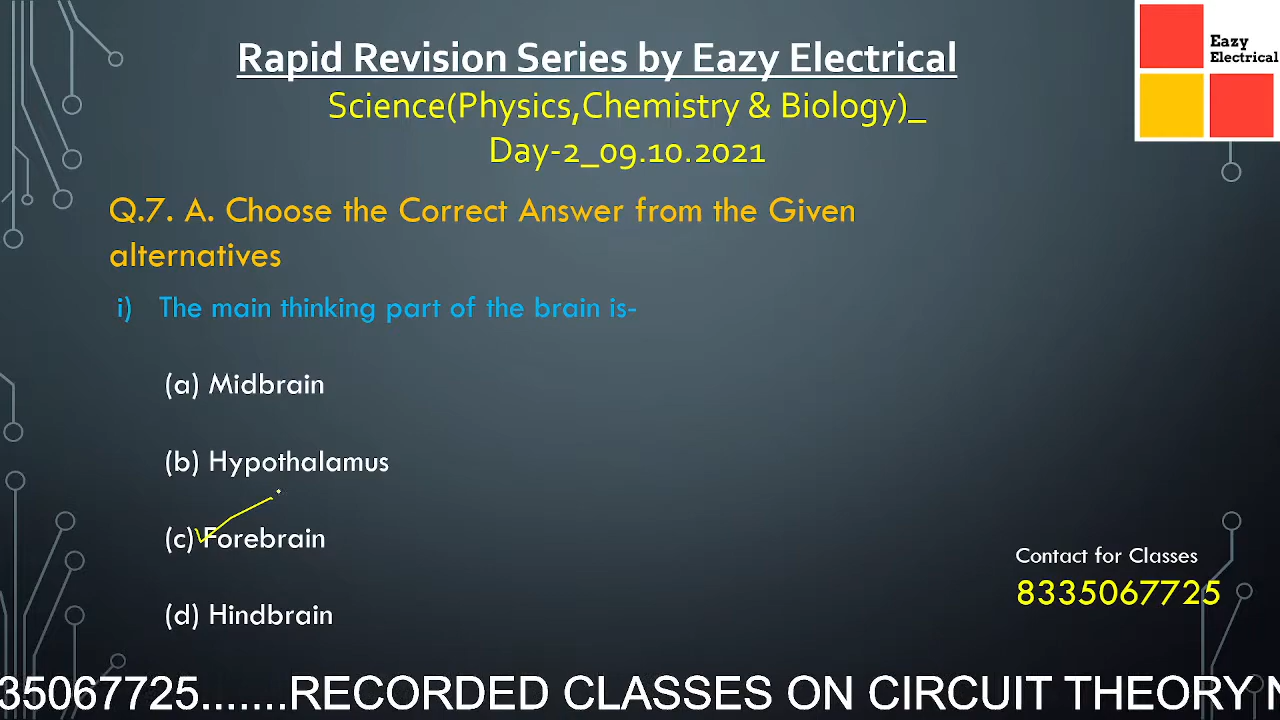 Rapid Revision Series by Eazy Electrical
Eazy
Electrical
Science(Physics,Chemistry & Biology)_
Day-2_09.10.2021
Q.7. A. Choose the Correct Answer from the Given
alternatives
i) The main thinking part of the brain is-
(a) Midbrain
(b) Hypothalamus
(c) Forebrain
(d) Hindbrain
Contact for Classes
8335067725
35067725.......RECORDED CLASSES ON CIRCUIT THEORY N